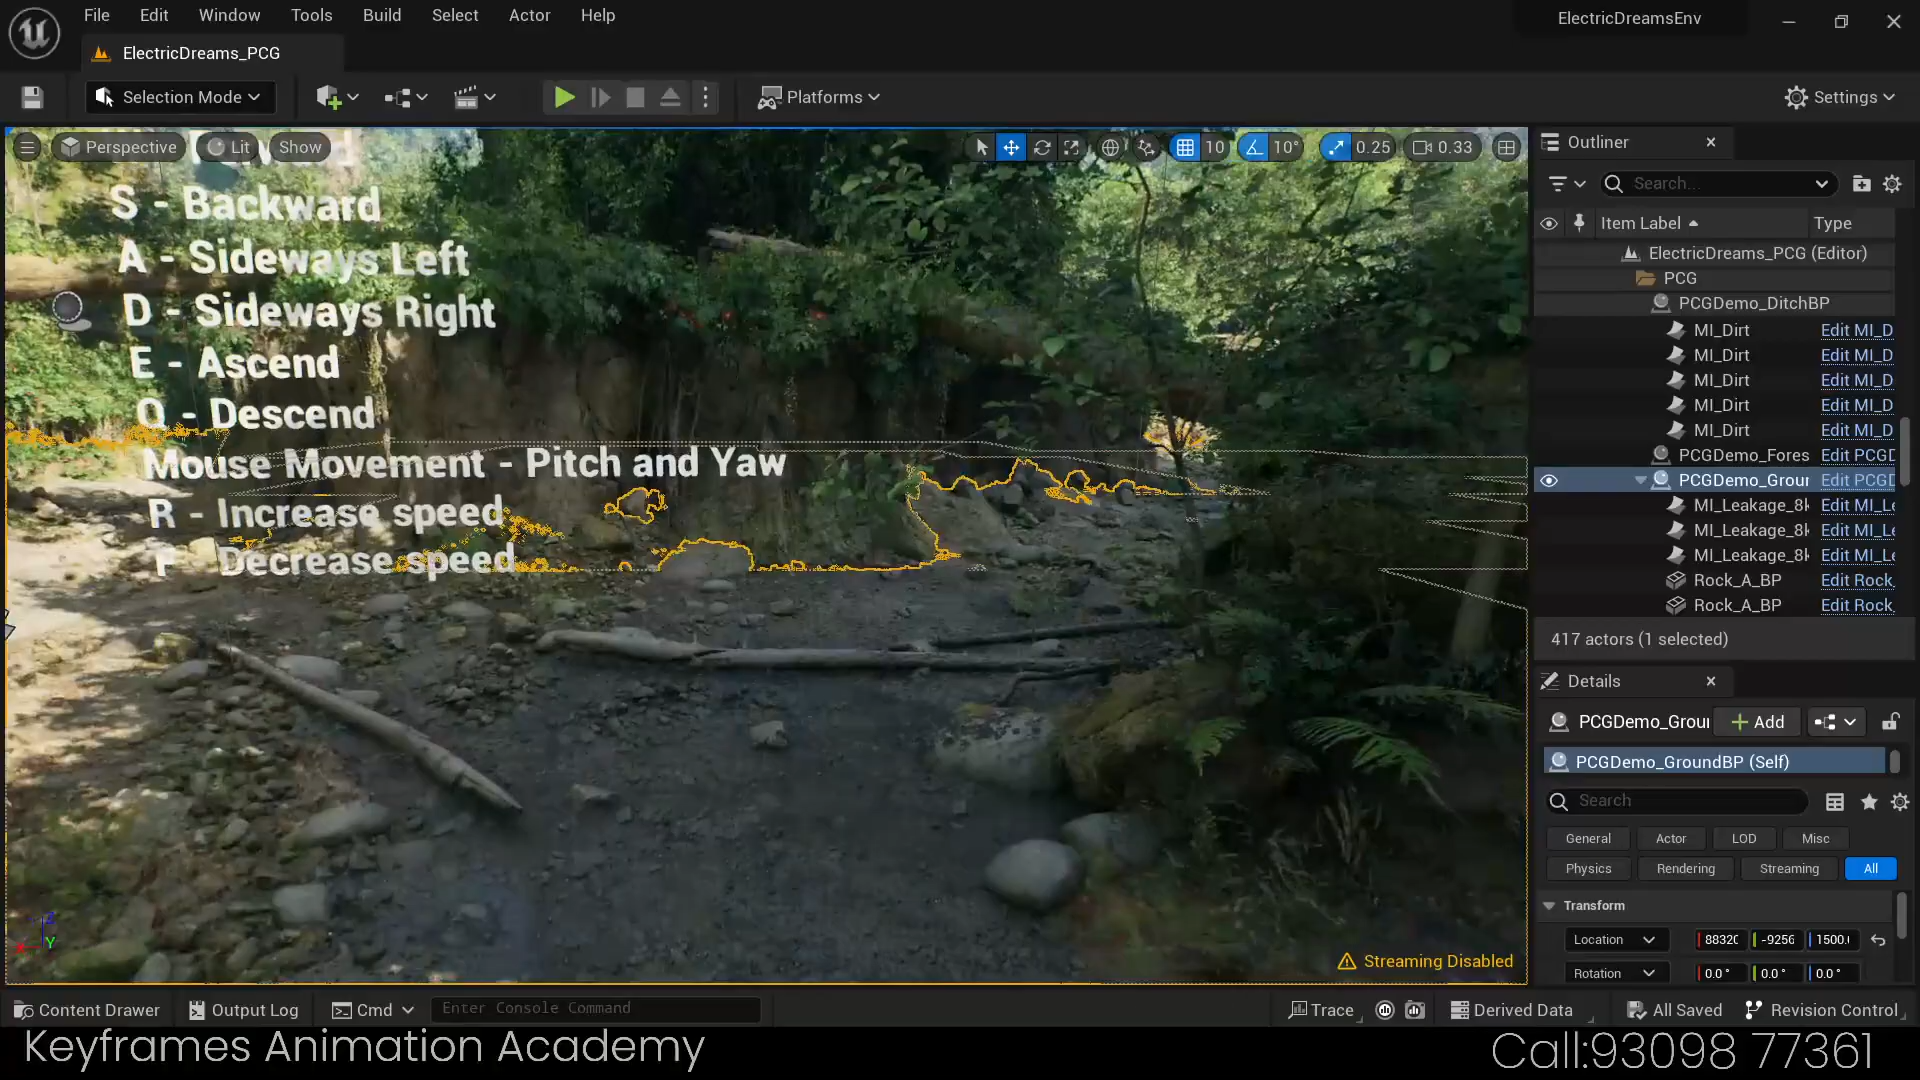 File Edit Window Tools Build Select Actor Help
ElectricDreamsEnv
ElectricDreams_PCG
Selection Mode
Platforms
Settings
Perspective Lit Show
10 10° 0.25 0.33
S - Backward
A - Sideways Left
D - Sideways Right
E - Ascend
Q - Descend
Mouse Movement - Pitch and Yaw
R - Increase speed
F - Decrease speed
Streaming Disabled
Outliner
Search...
Item Label Type
ElectricDreams_PCG (Editor)
PCG
PCGDemo_DitchBP
MI_Dirt Edit MI_D
MI_Dirt Edit MI_D
MI_Dirt Edit MI_D
MI_Dirt Edit MI_D
MI_Dirt Edit MI_D
PCGDemo_Fores Edit PCGD
PCGDemo_Grour Edit PCGD
MI_Leakage_8k Edit MI_Le
MI_Leakage_8k Edit MI_Le
MI_Leakage_8k Edit MI_Le
Rock_A_BP Edit Rock_
Rock_A_BP Edit Rock_
417 actors (1 selected)
Details
PCGDemo_Grour Add
PCGDemo_GroundBP (Self)
Search
General Actor LOD Misc
Physics Rendering Streaming All
Transform
Location 8832 -9256 1500.
Rotation 0.0° 0.0° 0.0°
X Y
Content Drawer Output Log Cmd Enter Console Command
Trace Derived Data All Saved Revision Control
Keyframes Animation Academy
Call:93098 77361